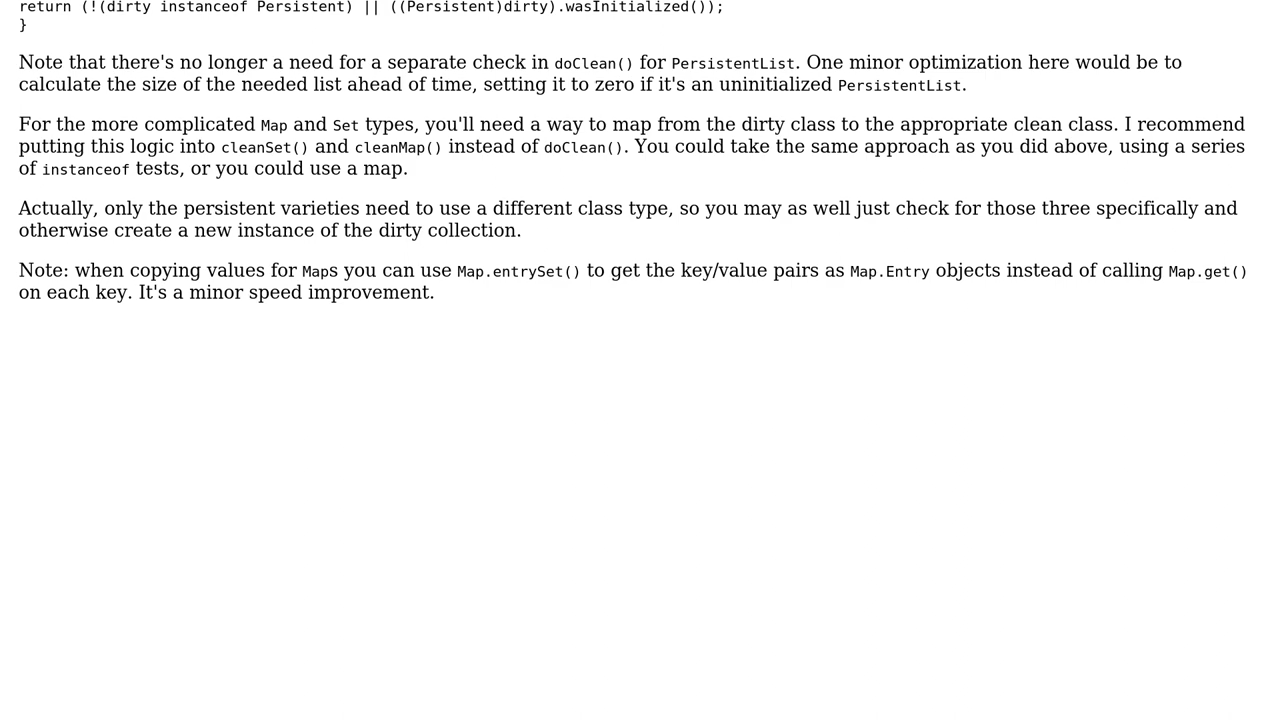 return (!(dirty instanceof Persistent) || ((Persistent)dirty).wasInitialized());
}
Note that there's no longer a need for a separate check in doClean() for PersistentList. One minor optimization here would be to
calculate the size of the needed list ahead of time, setting it to zero if it's an uninitialized PersistentList.
For the more complicated Map and Set types, you'll need a way to map from the dirty class to the appropriate clean class. I recommend
putting this logic into cleanSet() and cleanMap() instead of doClean(). You could take the same approach as you did above, using a series
of instanceof tests, or you could use a map.
Actually, only the persistent varieties need to use a different class type, so you may as well just check for those three specifically and
otherwise create a new instance of the dirty collection.
Note: when copying values for Maps you can use Map.entrySet() to get the key/value pairs as Map.Entry objects instead of calling Map.get()
on each key. It's a minor speed improvement.